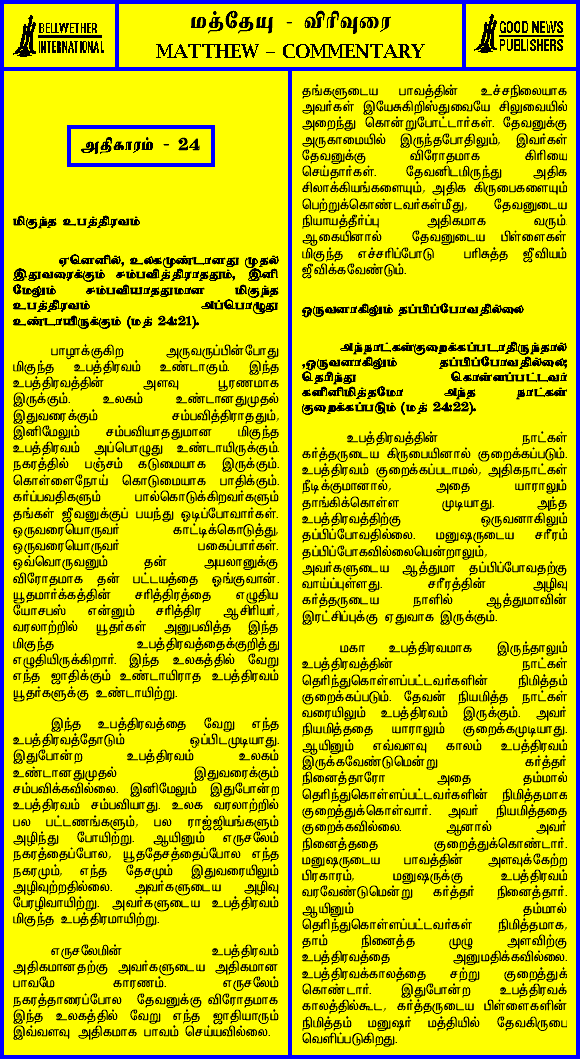 BELLWETHER
INTERNATIONAL
மத்தேயு - விரிவுரை
MATTHEW – COMMENTARY
GOOD NEWS
PUBLISHERS
அதிகாரம் - 24
மிகுந்த உபத்திரவம்
ஏனெனில், உலகமுண்டானது முதல்
இதுவரைக்கும் சம்பவித்திராததும், இனி
மேலும் சம்பவியாததுமான மிகுந்த
உபத்திரவம் அப்பொழுது
உண்டாயிருக்கும் (மத் 24:21).
பாழாக்குகிற அருவருப்பின்போது
மிகுந்த உபத்திரவம் உண்டாகும். இந்த
உபத்திரவத்தின் அளவு பூரணமாக
இருக்கும். உலகம் உண்டானதுமுதல்
இதுவரைக்கும் சம்பவித்திராததும்,
இனிமேலும் சம்பவியாததுமான மிகுந்த
உபத்திரவம் அப்பொழுது உண்டாயிருக்கும்.
நகரத்தில் பஞ்சம் கடுமையாக இருக்கும்.
கொள்ளைநோய் கொடுமையாக பாதிக்கும்.
கர்ப்பவதிகளும் பால்கொடுக்கிறவர்களும்
தங்கள் ஜீவனுக்குப் பயந்து ஓடிப்போவார்கள்.
ஒருவரையொருவர் காட்டிக்கொடுத்து,
ஒருவரையொருவர் பகைப்பார்கள்.
ஒவ்வொருவனும் தன் அயலானுக்கு
விரோதமாக தன் பட்டயத்தை ஓங்குவான்.
யூதமார்க்கத்தின் சரித்திரத்தை எழுதிய
யோசபஸ் என்னும் சரித்திர ஆசிரியர்,
வரலாற்றில் யூதர்கள் அனுபவித்த இந்த
மிகுந்த உபத்திரவத்தைக்குறித்து
எழுதியிருக்கிறார். இந்த உலகத்தில் வேறு
எந்த ஜாதிக்கும் உண்டாயிராத உபத்திரவம்
யூதர்களுக்கு உண்டாயிற்று.
இந்த உபத்திரவத்தை வேறு எந்த
உபத்திரவத்தோடும் ஒப்பிடமுடியாது.
இதுபோன்ற உபத்திரவம் உலகம்
உண்டானதுமுதல் இதுவரைக்கும்
சம்பவிக்கவில்லை. இனிமேலும் இதுபோன்ற
உபத்திரவம் சம்பவியாது. உலக வரலாற்றில்
பல பட்டணங்களும், பல ராஜ்ஜியங்களும்
அழிந்து போயிற்று. ஆயினும் எருசலேம்
நகரத்தைப்போல, யூததேசத்தைப்போல எந்த
நகரமும், எந்த தேசமும் இதுவரையிலும்
அழிவுற்றதில்லை. அவர்களுடைய அழிவு
பேரழிவாயிற்று. அவர்களுடைய உபத்திரவம்
மிகுந்த உபத்திரமாயிற்று.
எருசலேமின் உபத்திரவம்
அதிகமானதற்கு அவர்களுடைய அதிகமான
பாவமே காரணம். எருசலேம்
நகரத்தாரைப்போல தேவனுக்கு விரோதமாக
இந்த உலகத்தில் வேறு எந்த ஜாதியாரும்
இவ்வளவு அதிகமாக பாவம் செய்யவில்லை.
தங்களுடைய பாவத்தின் உச்சநிலையாக
அவர்கள் இயேசுகிறிஸ்துவையே சிலுவையில்
அறைந்து கொன்றுபோட்டார்கள். தேவனுக்கு
அருகாமையில் இருந்தபோதிலும், இவர்கள்
தேவனுக்கு விரோதமாக கிரியை
செய்தார்கள். தேவனிடமிருந்து அதிக
சிலாக்கியங்களையும், அதிக கிருபைகளையும்
பெற்றுக்கொண்டவர்கள்மீது, தேவனுடைய
நியாயத்தீர்ப்பு அதிகமாக வரும்.
ஆகையினால் தேவனுடைய பிள்ளைகள்
மிகுந்த எச்சரிப்போடு பரிசுத்த ஜீவியம்
ஜீவிக்கவேண்டும்.
ஒருவனாகிலும் தப்பிப்போவதில்லை
அந்நாட்கள்குறைக்கப்படாதிருந்தால்
,ஒருவனாகிலும் தப்பிப்போவதில்லை;
தெரிந்து கொள்ளப்பட்டவர்
களினிமித்தமோ அந்த நாட்கள்
குறைக்கப்படும் (மத் 24:22).
உபத்திரவத்தின் நாட்கள்
கர்த்தருடைய கிருபையினால் குறைக்கப்படும்.
உபத்திரவம் குறைக்கப்படாமல், அதிகநாட்கள்
நீடிக்குமானால், அதை யாராலும்
தாங்கிக்கொள்ள முடியாது. அந்த
உபத்திரவத்திற்கு ஒருவனாகிலும்
தப்பிப்போவதில்லை. மனுஷருடைய சரீரம்
தப்பிப்போகவில்லையென்றாலும்,
அவர்களுடைய ஆத்துமா தப்பிப்போவதற்கு
வாய்ப்புள்ளது. சரீரத்தின் அழிவு
கர்த்தருடைய நாளில் ஆத்துமாவின்
இரட்சிப்புக்கு ஏதுவாக இருக்கும்.
மகா உபத்திரவமாக இருந்தாலும்
உபத்திரவத்தின் நாட்கள்
தெரிந்துகொள்ளப்பட்டவர்களின் நிமித்தம்
குறைக்கப்படும். தேவன் நியமித்த நாட்கள்
வரையிலும் உபத்திரவம் இருக்கும். அவர்
நியமித்ததை யாராலும் குறைக்கமுடியாது.
ஆயினும் எவ்வளவு காலம் உபத்திரவம்
இருக்கவேண்டுமென்று கர்த்தர்
நினைத்தாரோ அதை தம்மால்
தெரிந்துகொள்ளப்பட்டவர்களின் நிமித்தமாக
குறைத்துக்கொள்வார். அவர் நியமித்ததை
குறைக்கவில்லை. ஆனால் அவர்
நினைத்ததை குறைத்துக்கொண்டார்.
மனுஷருடைய பாவத்தின் அளவுக்கேற்ற
பிரகாரம், மனுஷருக்கு உபத்திரவம்
வரவேண்டுமென்று கர்த்தர் நினைத்தார்.
ஆயினும் தம்மால்
தெரிந்துகொள்ளப்பட்டவர்கள் நிமித்தமாக,
தாம் நினைத்த முழு அளவிற்கு
உபத்திரவத்தை அனுமதிக்கவில்லை.
உபத்திரவக்காலத்தை சற்று குறைத்துக்
கொண்டார். இதுபோன்ற உபத்திரவக்
காலத்தில்கூட, கர்த்தருடைய பிள்ளைகளின்
நிமித்தம் மனுஷர் மத்தியில் தேவகிருபை
வெளிப்படுகிறது.